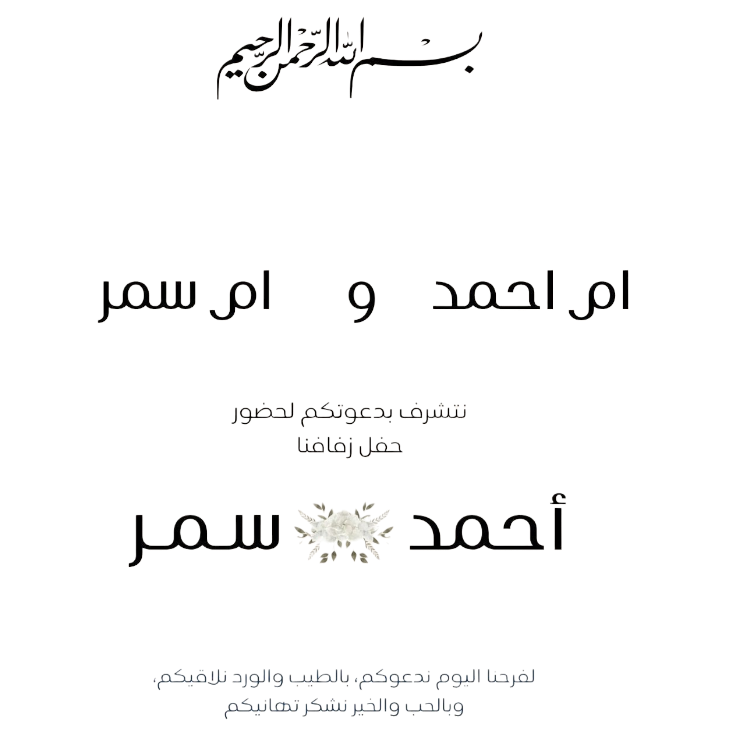 بسم الله الرحمن الرحيم
ام احمد و ام سمر
نتشرف بدعوتكم لحضور
حفل زفافنا
أحمد سمر
لفرحنا اليوم ندعوكم، بالطيب والورد نلاقيكم،
وبالحب والخير نشكر تهانيكم